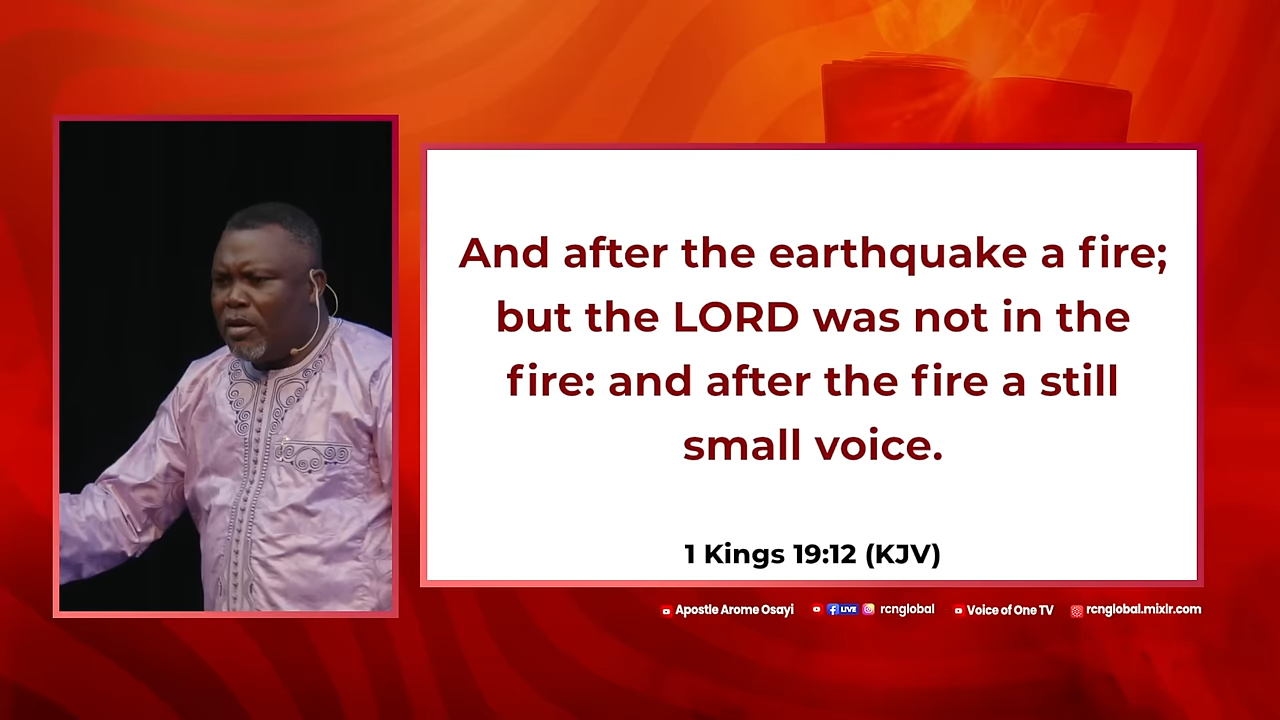 And after the earthquake a fire;
but the LORD was not in the
fire: and after the fire a still
small voice.
1 Kings 19:12 (KJV)
Apostle Arome Osayi LIVE rcnglobal Voice of One TV rcnglobal.mixlr.com